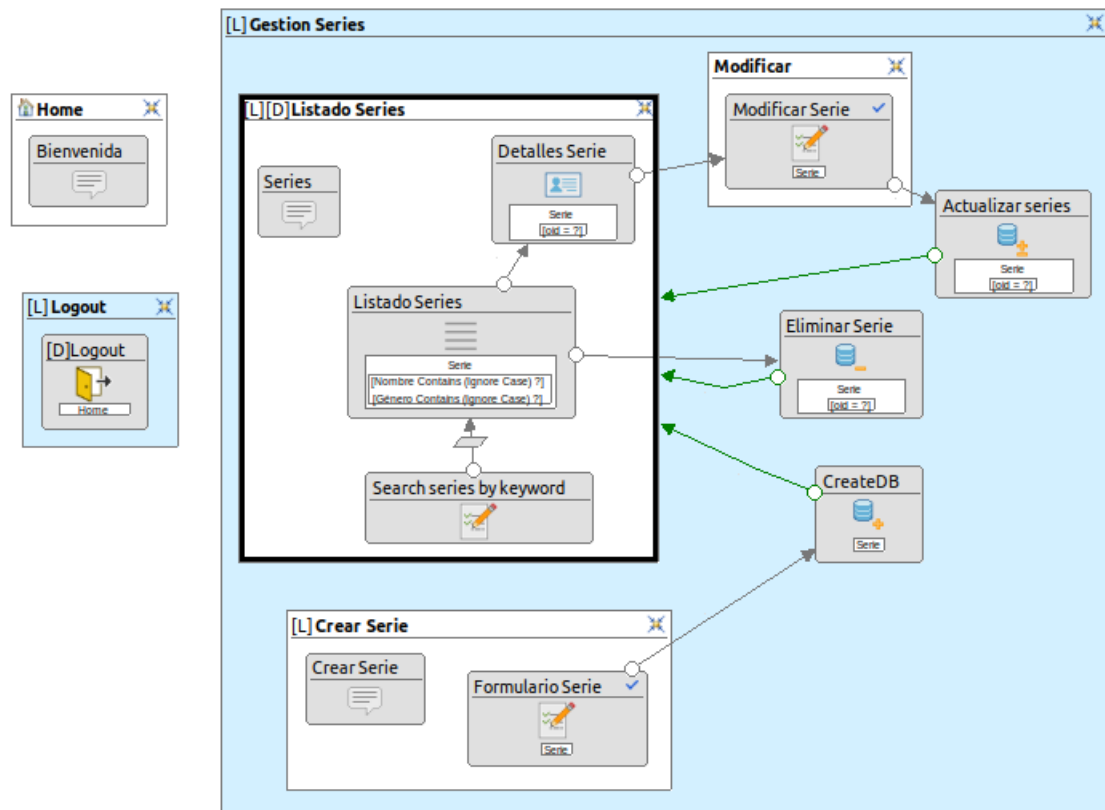 [L] Gestion Series
Home
Bienvenida
[L] Logout
[D]Logout
Home
[L][D]Listado Series
Series
Detalles Serie
Serie
[oid = ?]
Listado Series
Serie
[Nombre Contains (Ignore Case) ?]
[Género Contains (Ignore Case) ?]
Search series by keyword
Modificar
Modificar Serie
Serie
Actualizar series
Serie
[oid = ?]
Eliminar Serie
Serie
[oid = ?]
CreateDB
Serie
[L] Crear Serie
Crear Serie
Formulario Serie
Serie